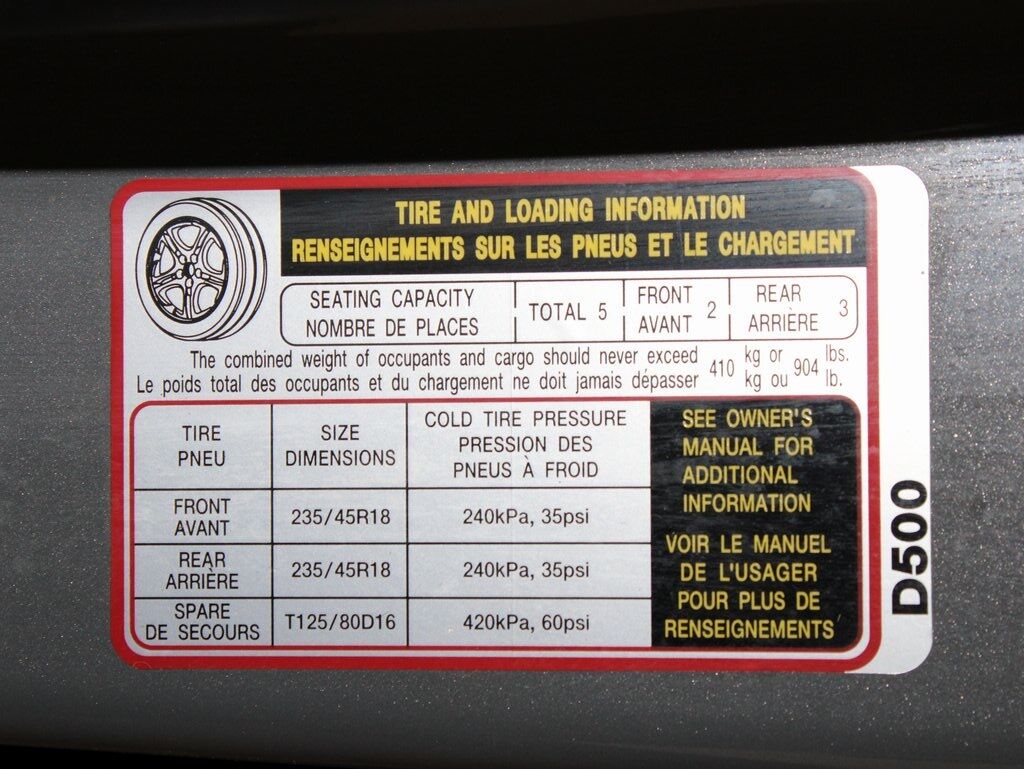 TIRE AND LOADING INFORMATION
RENSEIGNEMENTS SUR LES PNEUS ET LE CHARGEMENT
SEATING CAPACITY
NOMBRE DE PLACES
TOTAL 5
FRONT
AVANT 2
REAR
ARRIÈRE 3
The combined weight of occupants and cargo should never exceed 410 kg or 904 lbs.
Le poids total des occupants et du chargement ne doit jamais dépasser kg ou lb.
TIRE
PNEU
SIZE
DIMENSIONS
COLD TIRE PRESSURE
PRESSION DES
PNEUS À FROID
FRONT
AVANT
235/45R18
240kPa, 35psi
REAR
ARRIÈRE
235/45R18
240kPa, 35psi
SPARE
DE SECOURS
T125/80D16
420kPa, 60psi
SEE OWNER'S
MANUAL FOR
ADDITIONAL
INFORMATION
VOIR LE MANUEL
DE L'USAGER
POUR PLUS DE
RENSEIGNEMENTS
D500